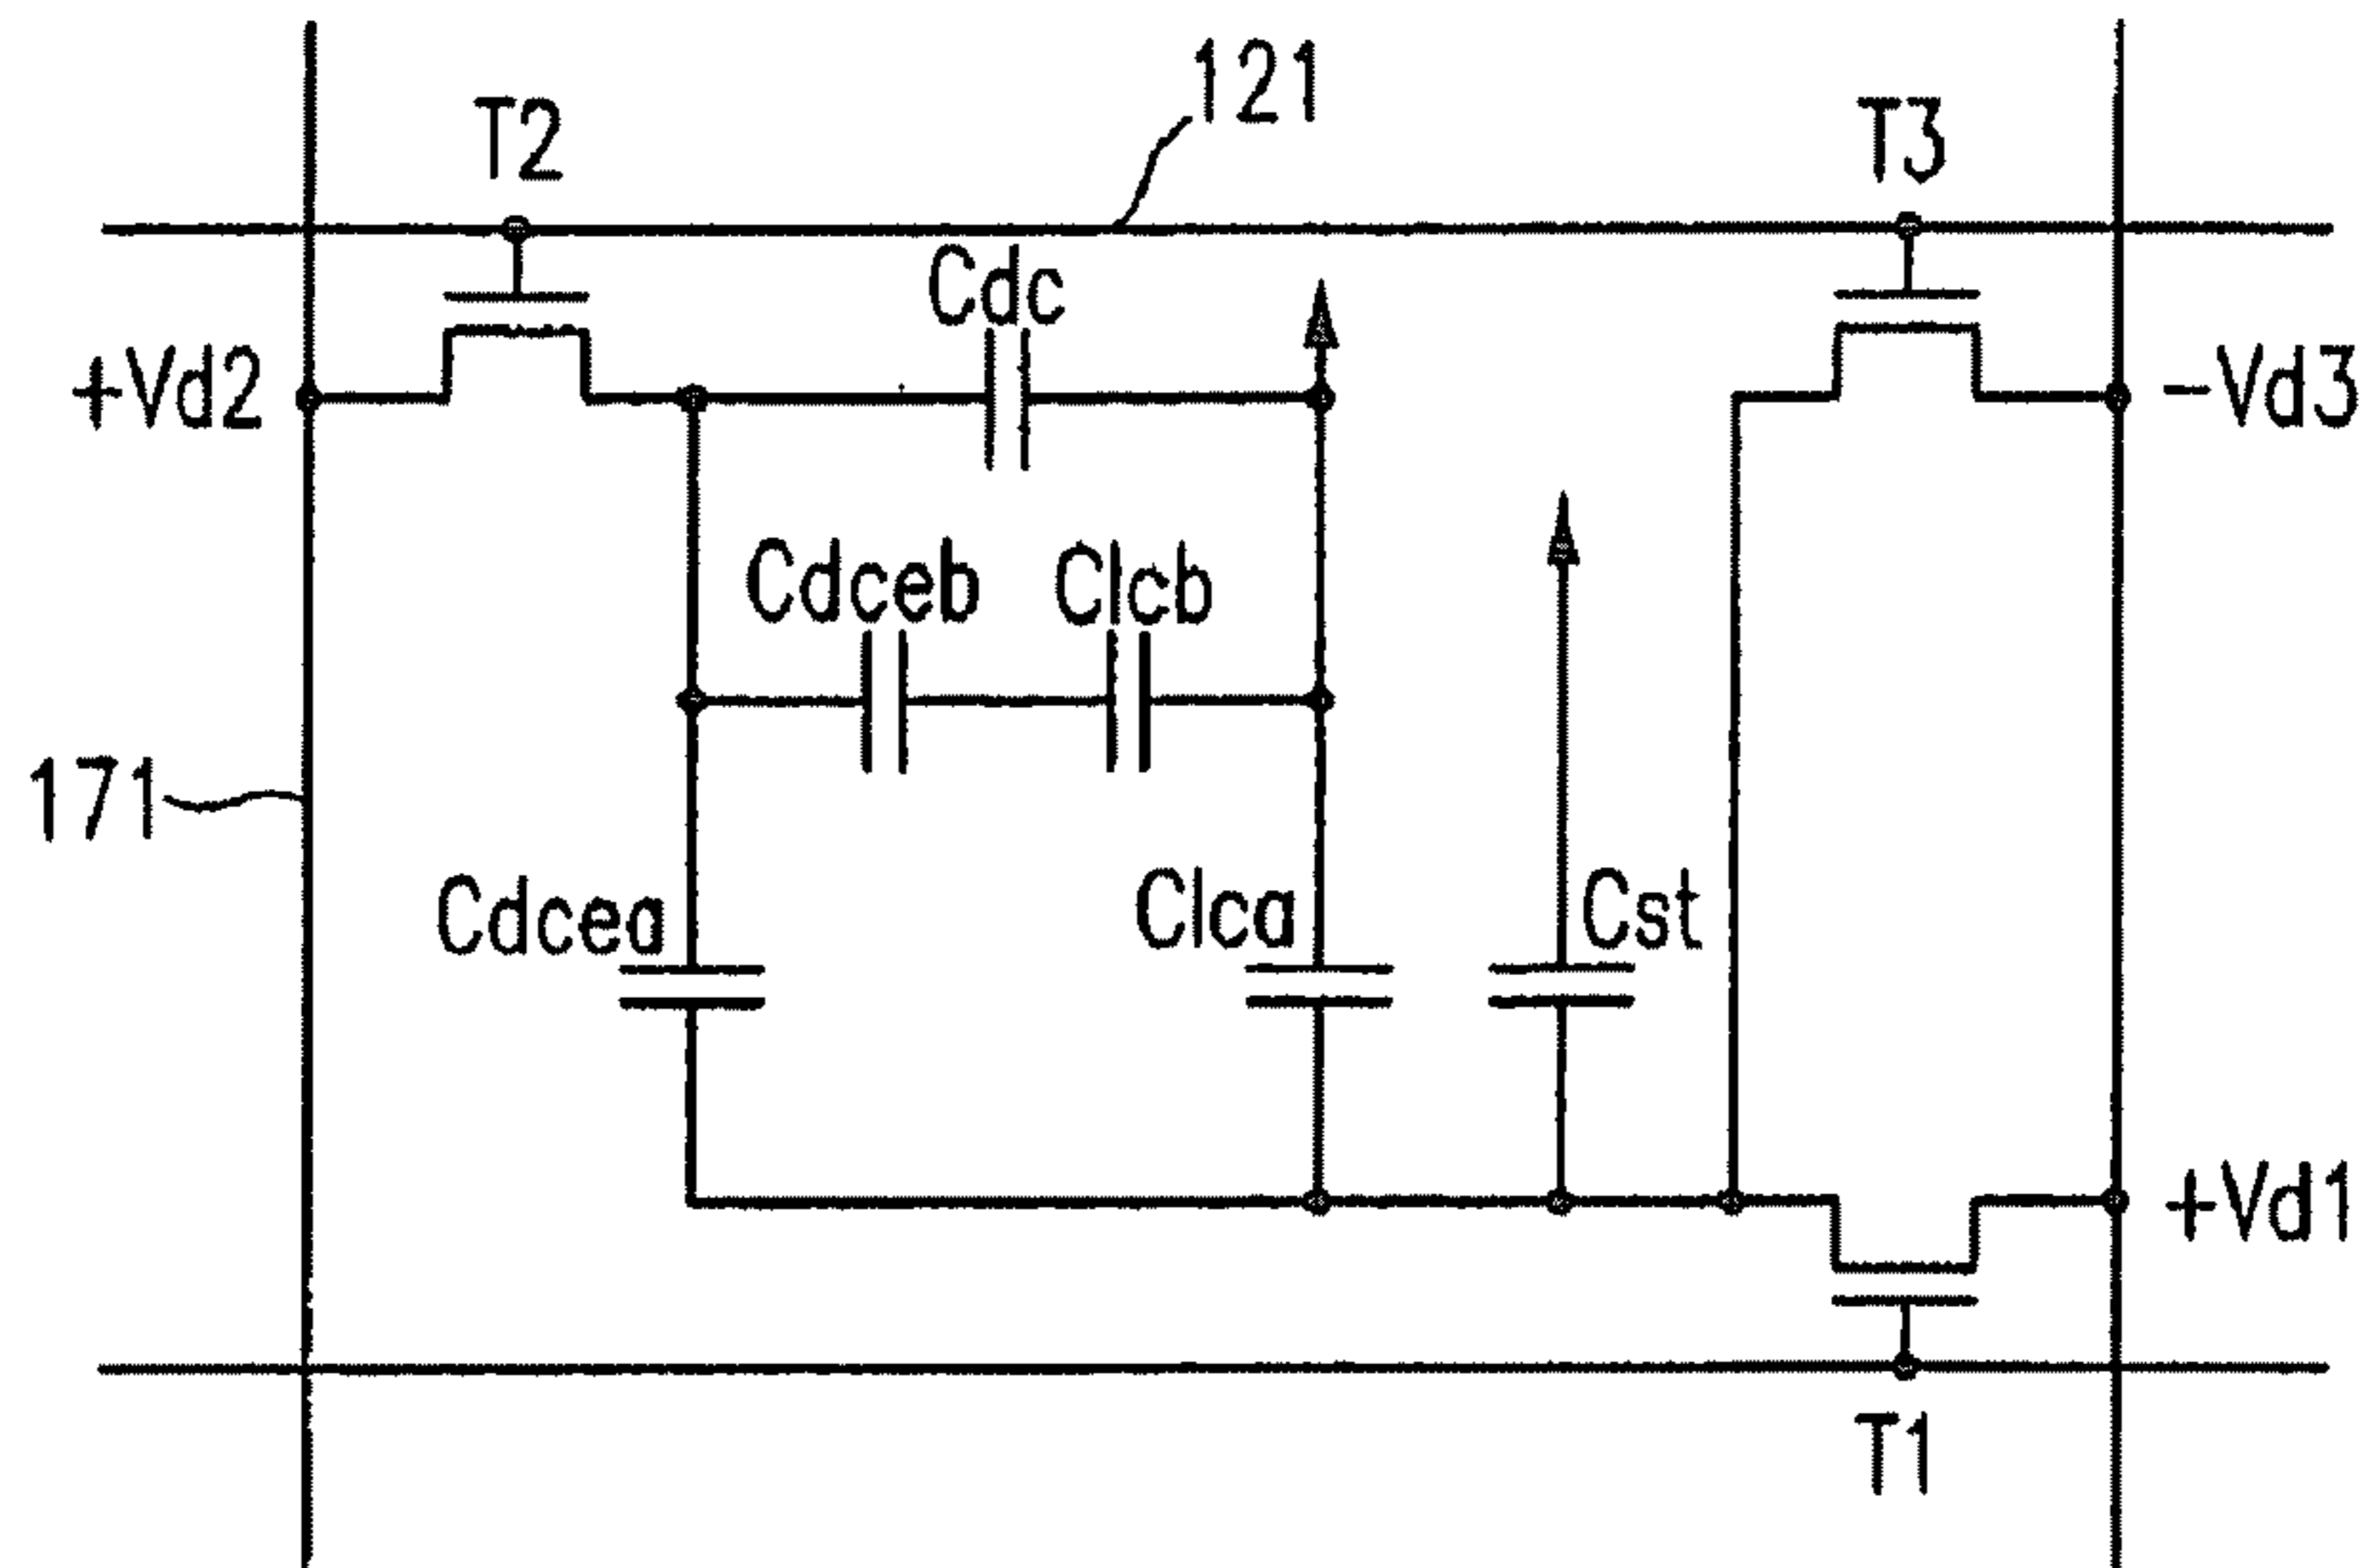 121
T2
T3
Cdc
+Vd2
-Vd3
Cdceb
Clcb
171
Cdcea
Clca
Cst
+Vd1
T1